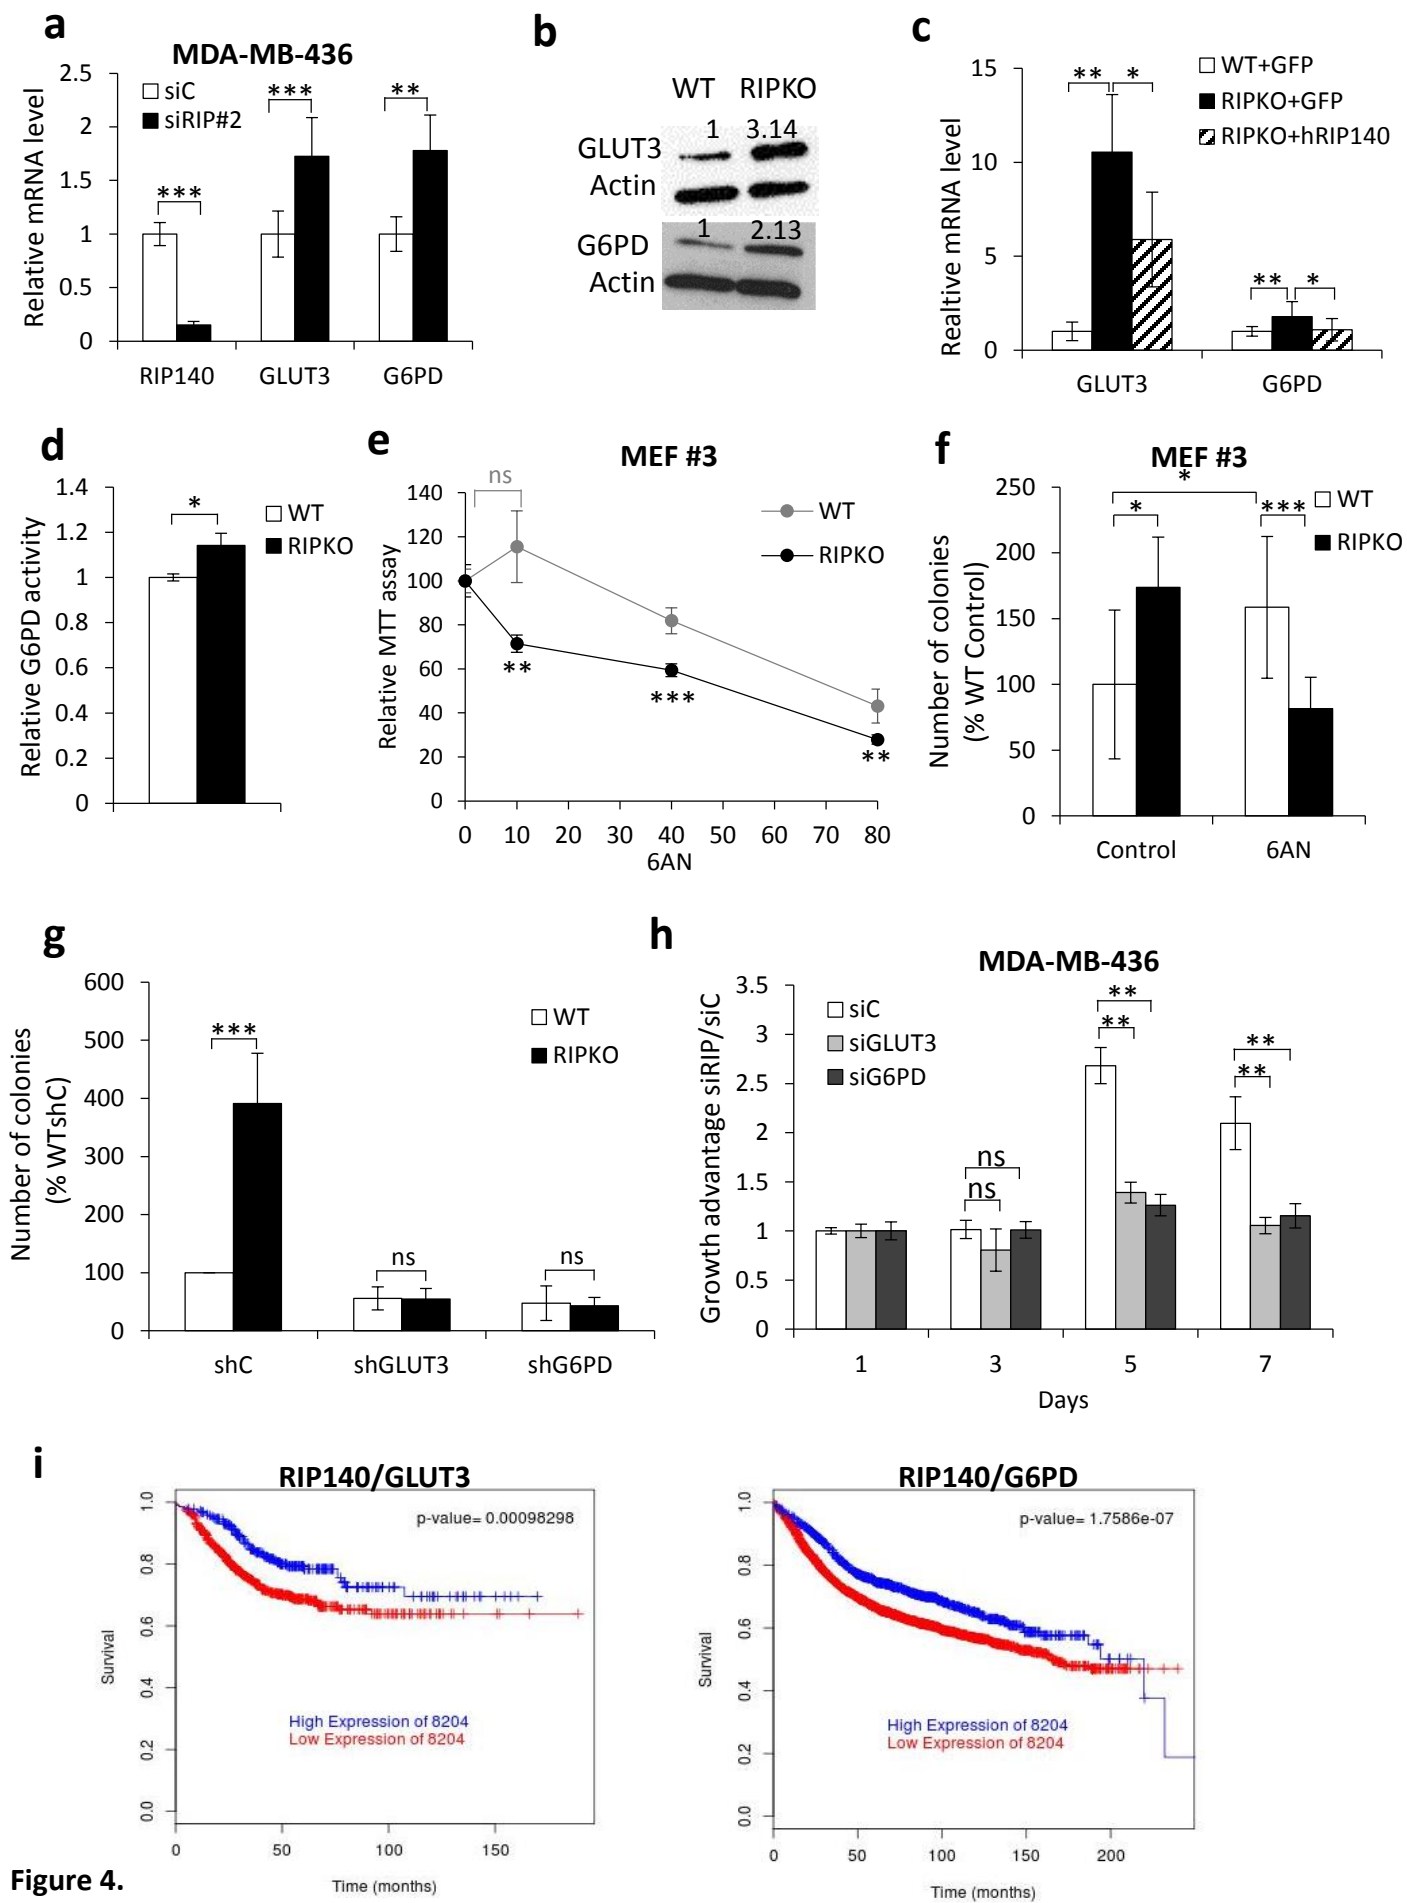 a
MDA-MB-436
siC
siRIP#2
Relative mRNA level
2.5
2
1.5
1
0.5
0
***
***
**
RIP140
GLUT3
G6PD
b
WT RIPKO
GLUT3 1 3.14
Actin
G6PD 1 2.13
Actin
c
WT+GFP
RIPKO+GFP
RIPKO+hRIP140
Realtive mRNA level
15
10
5
0
** *
** *
GLUT3
G6PD
d
WT
RIPKO
Relative G6PD activity
1.4
1.2
1
0.8
0.6
0.4
0.2
0
*
e
MEF #3
WT
RIPKO
Relative MTT assay
140
120
100
80
60
40
20
0
ns
**
***
**
0 10 20 30 40 50 60 70 80
6AN
f
MEF #3
WT
RIPKO
Number of colonies
(% WT Control)
250
200
150
100
50
0
*
*
***
Control
6AN
g
WT
RIPKO
Number of colonies
(% WTshC)
600
500
400
300
200
100
0
***
ns
ns
shC
shGLUT3
shG6PD
h
MDA-MB-436
siC
siGLUT3
siG6PD
Growth advantage siRIP/siC
3.5
3
2.5
2
1.5
1
0.5
0
ns
ns
**
**
**
**
1 3 5 7
Days
i
RIP140/GLUT3
p-value= 0.00098298
Survival
1.0
0.8
0.6
0.4
0.2
0.0
High Expression of 8204
Low Expression of 8204
0 50 100 150
Time (months)
RIP140/G6PD
p-value= 1.7586e-07
Survival
1.0
0.8
0.6
0.4
0.2
0.0
High Expression of 8204
Low Expression of 8204
0 50 100 150 200
Time (months)
Figure 4.